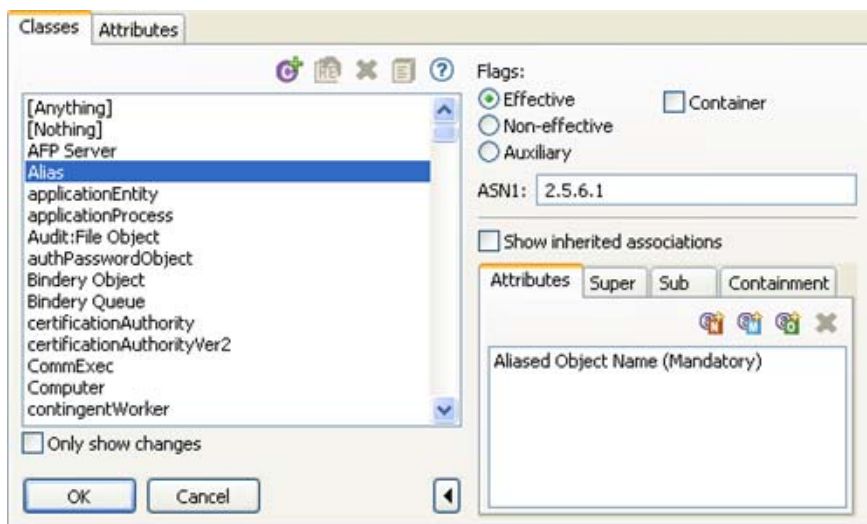 Classes
Attributes
[Anything]
[Nothing]
AFP Server
Alias
applicationEntity
applicationProcess
Audit:File Object
authPasswordObject
Bindery Object
Bindery Queue
certificationAuthority
certificationAuthorityVer2
CommExec
Computer
contingentWorker
Only show changes
OK
Cancel
Flags:
Effective
Container
Non-effective
Auxiliary
ASN1: 2.5.6.1
Show inherited associations
Attributes
Super
Sub
Containment
Aliased Object Name (Mandatory)